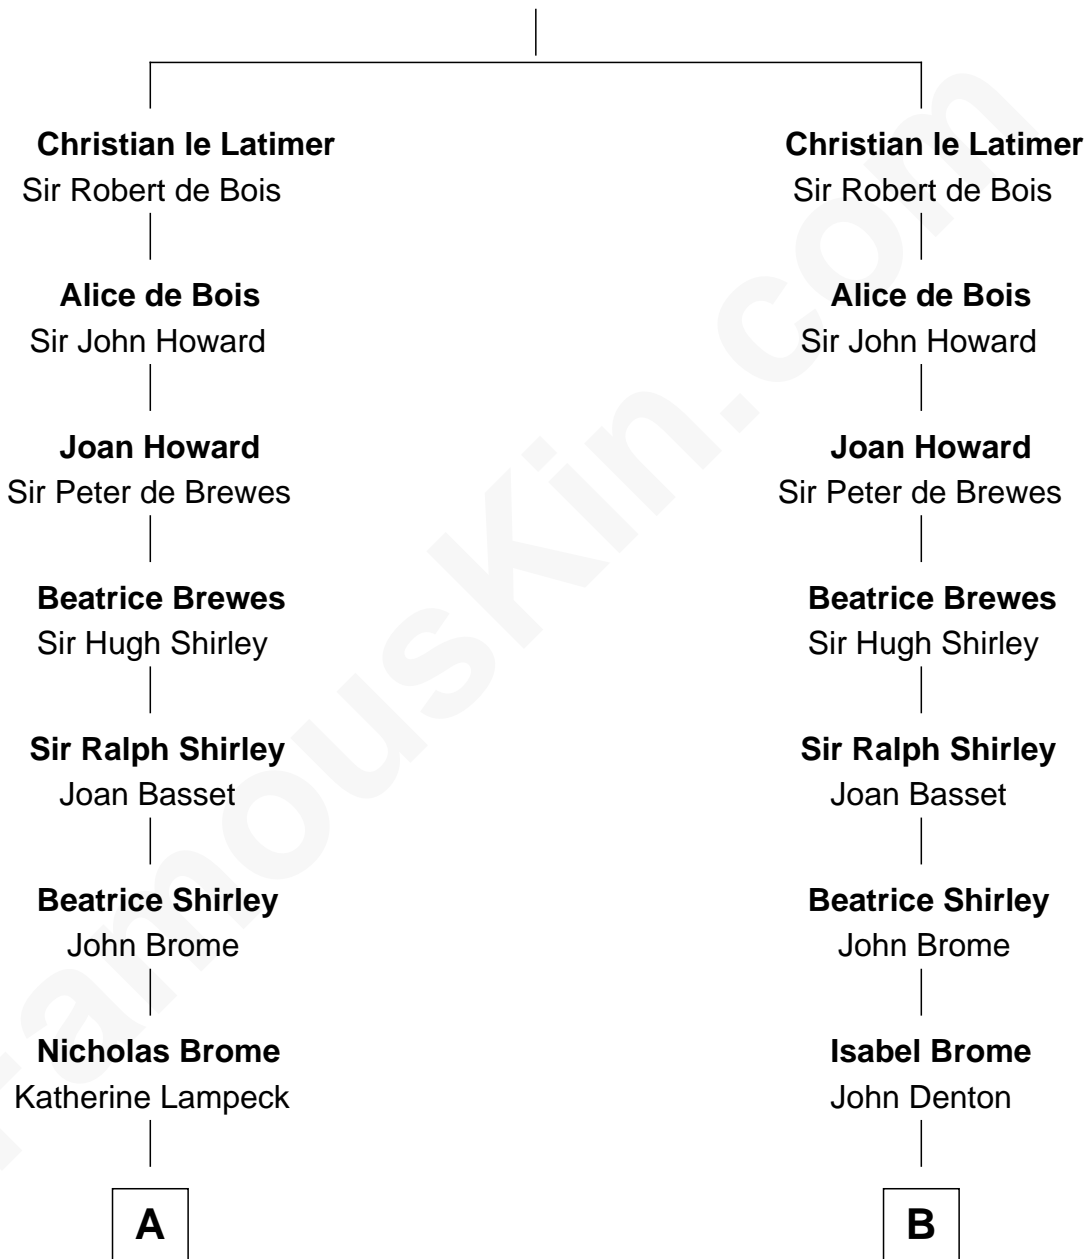 Christian le Latimer Christian le Latimer
Sir Robert de Bois Sir Robert de Bois
Alice de Bois Alice de Bois
Sir John Howard Sir John Howard
Joan Howard Joan Howard
Sir Peter de Brewes Sir Peter de Brewes
Beatrice Brewes Beatrice Brewes
Sir Hugh Shirley Sir Hugh Shirley
Sir Ralph Shirley Sir Ralph Shirley
Joan Basset Joan Basset
Beatrice Shirley Beatrice Shirley
John Brome John Brome
Nicholas Brome Isabel Brome
Katherine Lampeck John Denton
A B
FamousKin.com